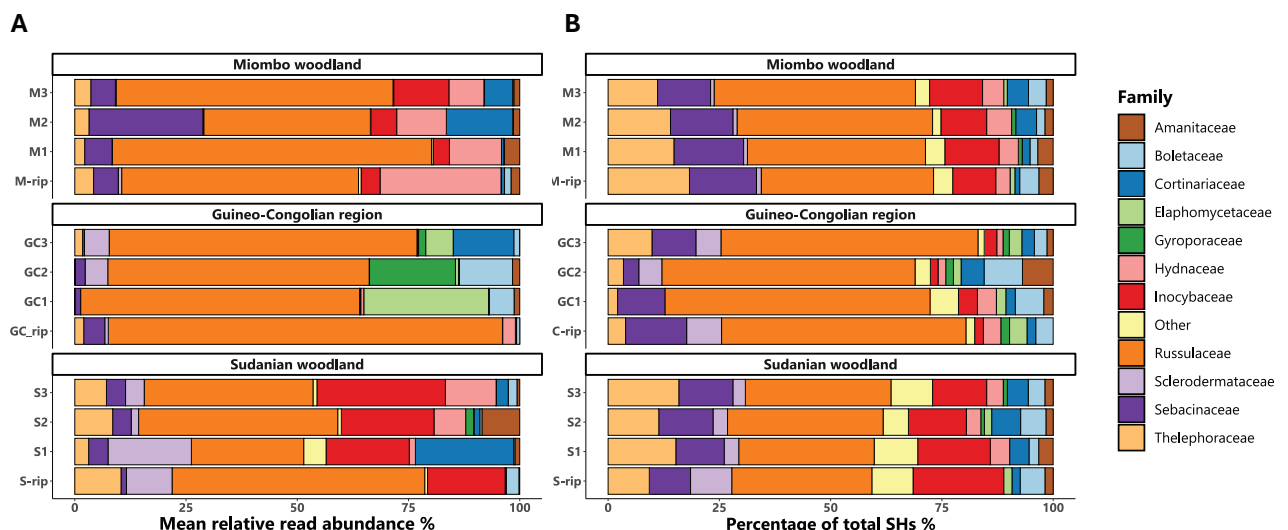 A
B
Miombo woodland
M3
M2
M1
M-rip
Guineo-Congolian region
GC3
GC2
GC1
GC_rip
Sudanian woodland
S3
S2
S1
S-rip
0
25
50
75
100
Mean relative read abundance %
Miombo woodland
M3
M2
M1
M-rip
Guineo-Congolian region
GC3
GC2
GC1
C-rip
Sudanian woodland
S3
S2
S1
S-rip
0
25
50
75
100
Percentage of total SHs %
Family
Amanitaceae
Boletaceae
Cortinariaceae
Elaphomycetaceae
Gyroporaceae
Hydnaceae
Inocybaceae
Other
Russulaceae
Sclerodermataceae
Sebacinaceae
Thelephoraceae